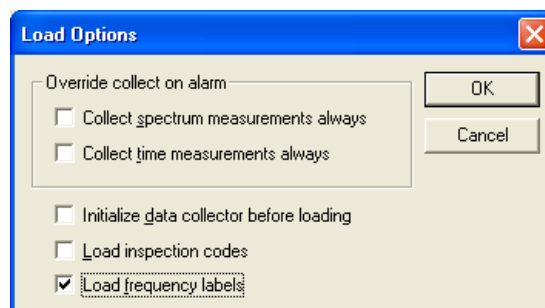 Load Options
Override collect on alarm
Collect spectrum measurements always
Collect time measurements always
OK
Cancel
Initialize data collector before loading
Load inspection codes
Load frequency labels